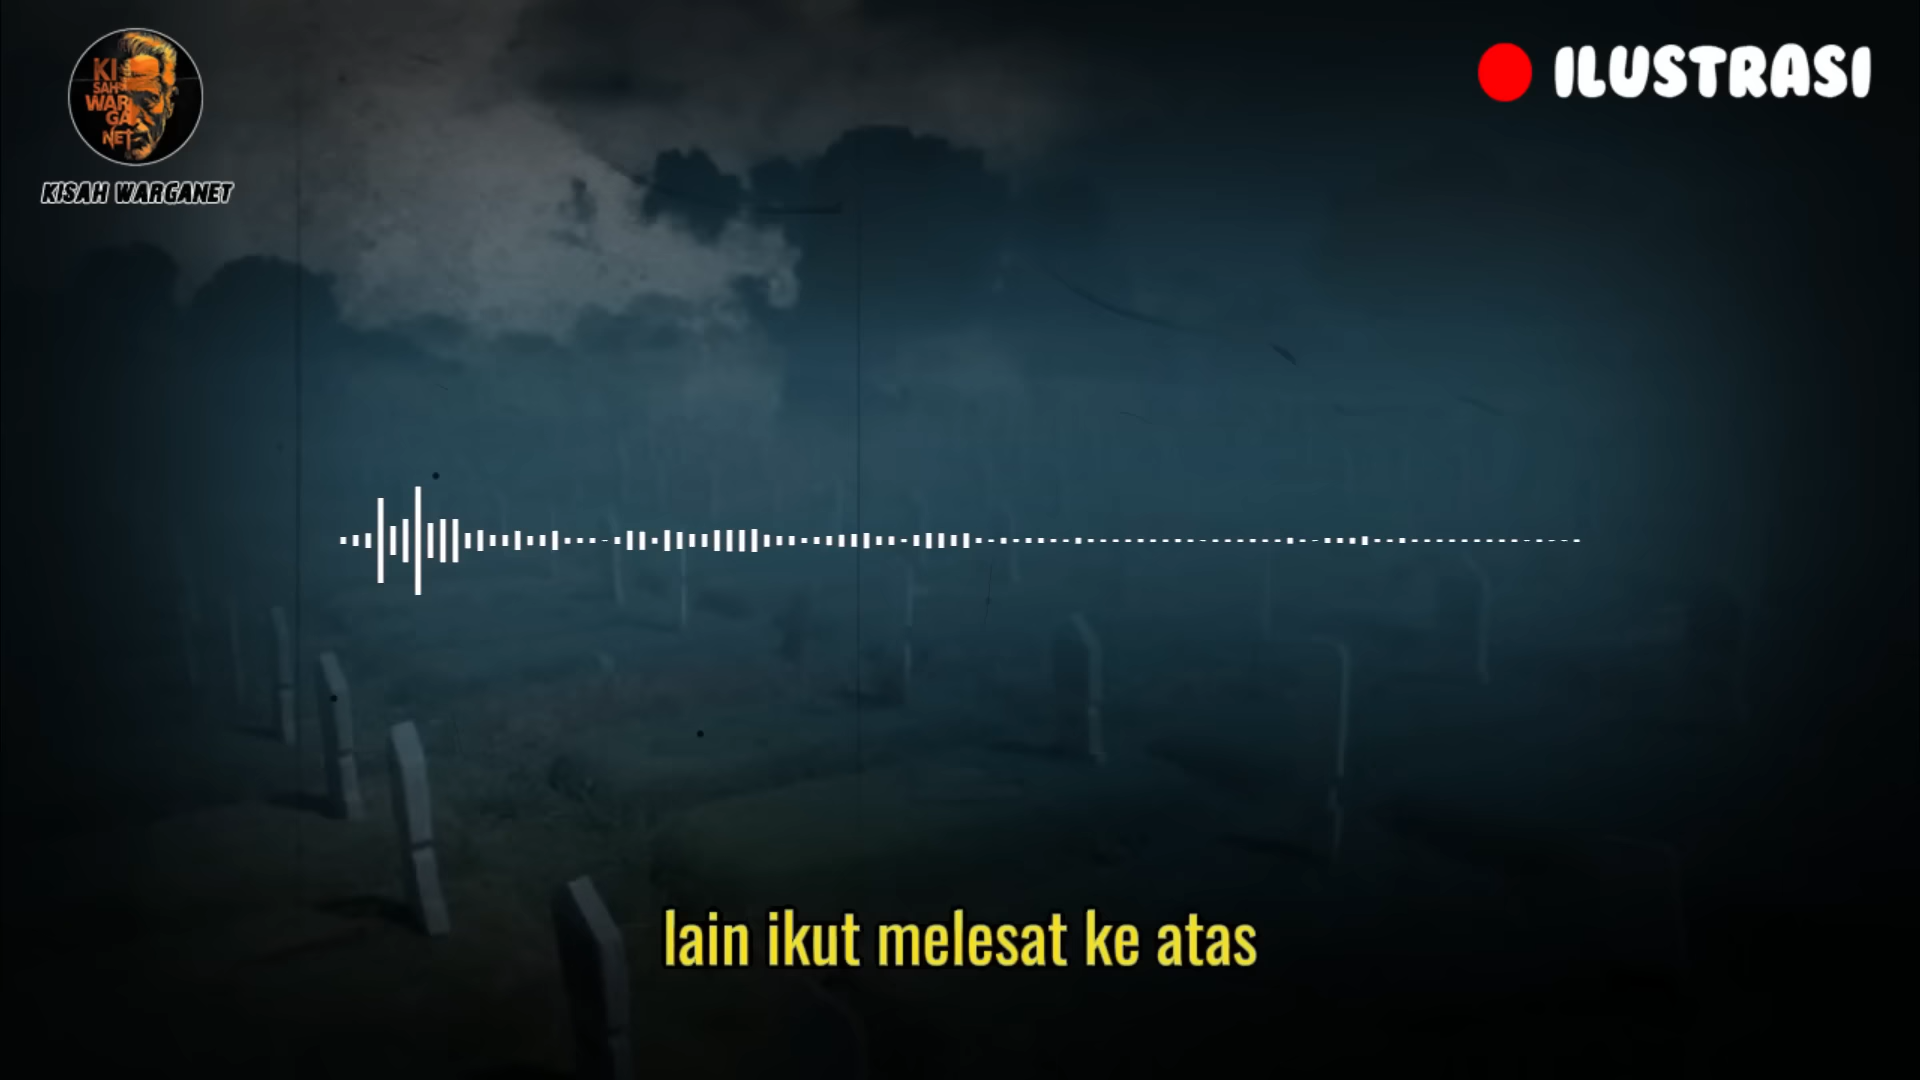 KI
SAH
WAR
GA
NET
KISAH WARGANET
ILUSTRASI
lain ikut melesat ke atas